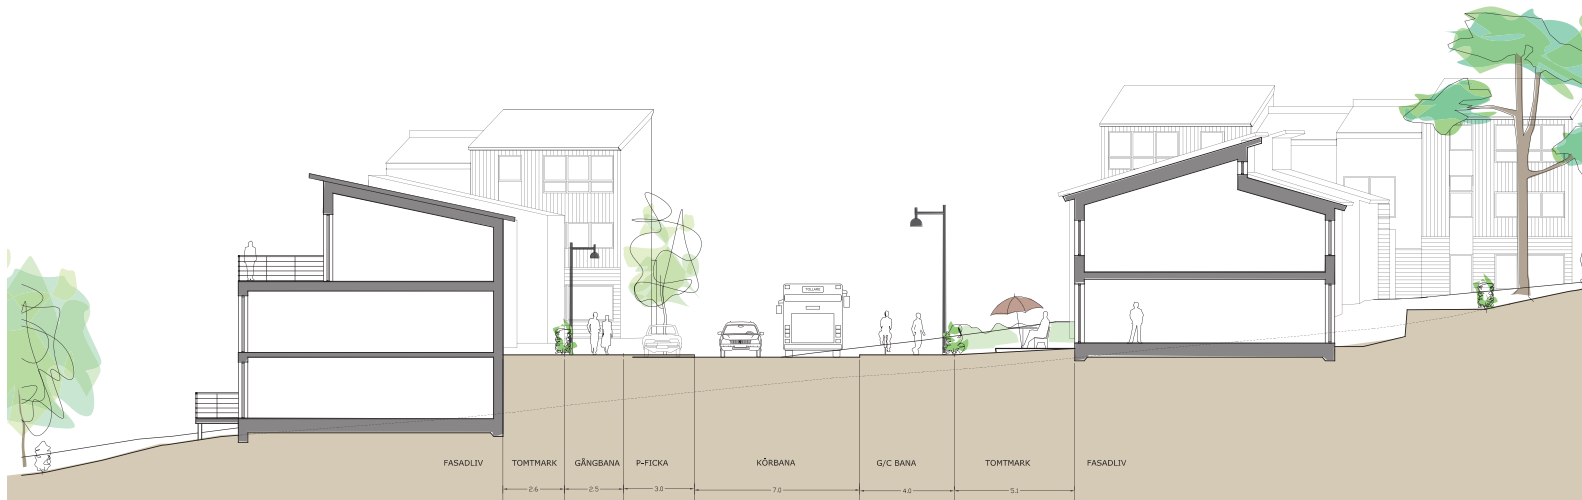 TOLLARE
FASADLIV TOMTMARK GÅNGBANA P-FICKA KÖRBANA G/C BANA TOMTMARK FASADLIV
2.6 2.5 3.0 7.0 4.0 5.1